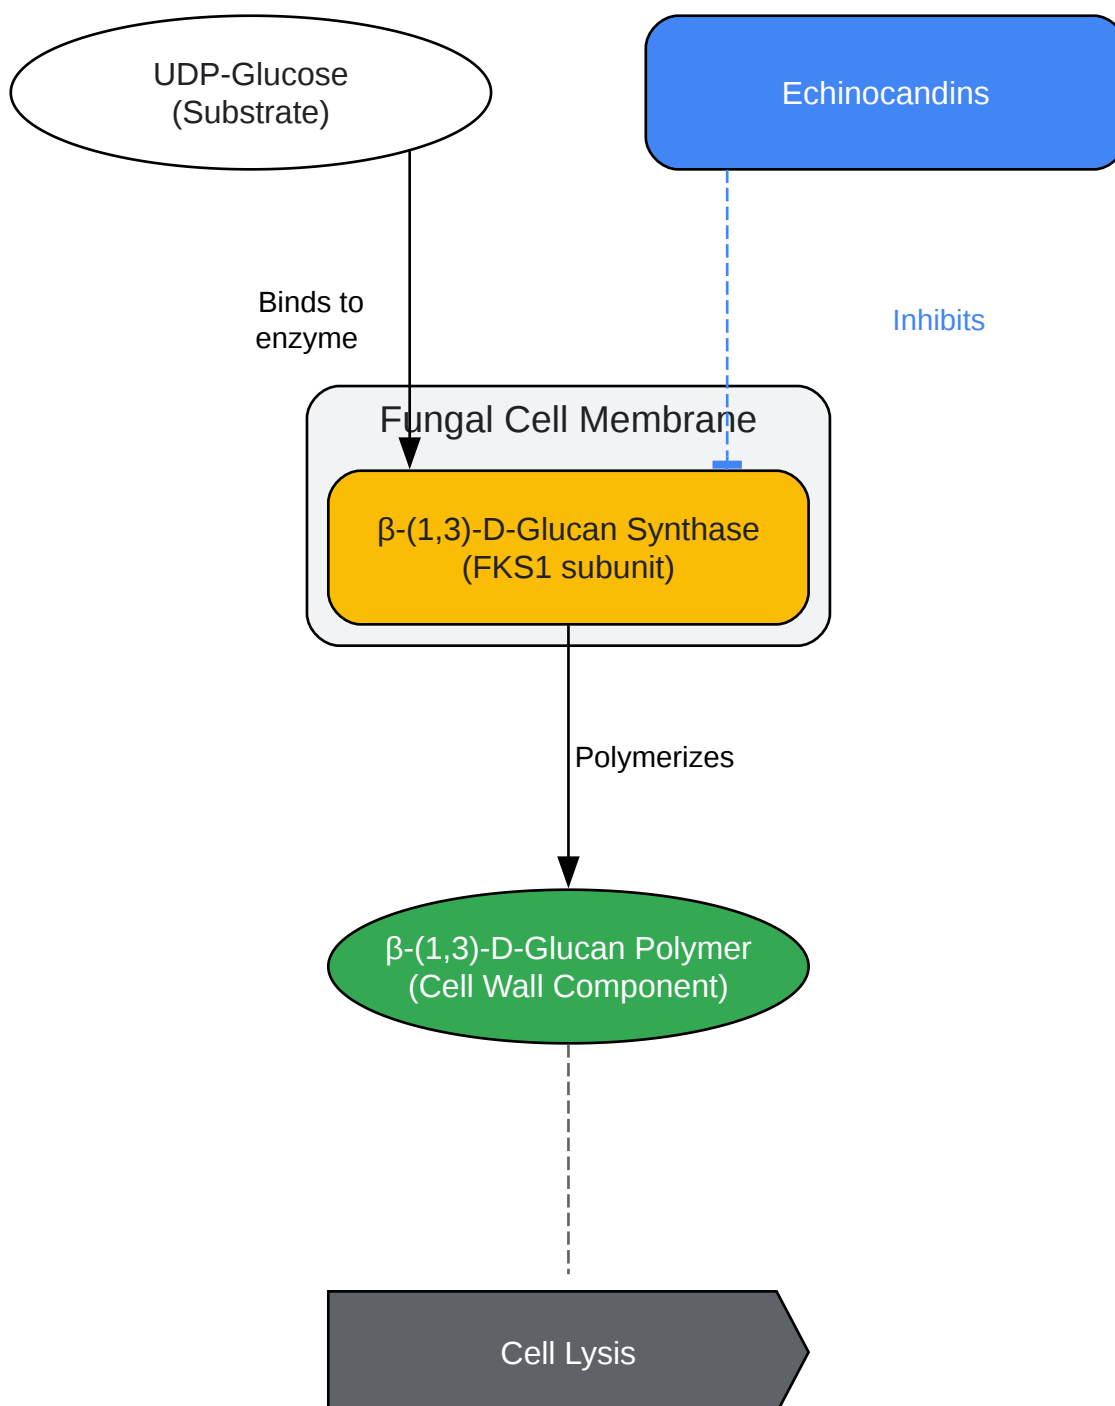 UDP-Glucose
(Substrate)
Echinocandins
Binds to
enzyme
Inhibits
Fungal Cell Membrane
β-(1,3)-D-Glucan Synthase
(FKS1 subunit)
Polymerizes
β-(1,3)-D-Glucan Polymer
(Cell Wall Component)
Cell Lysis